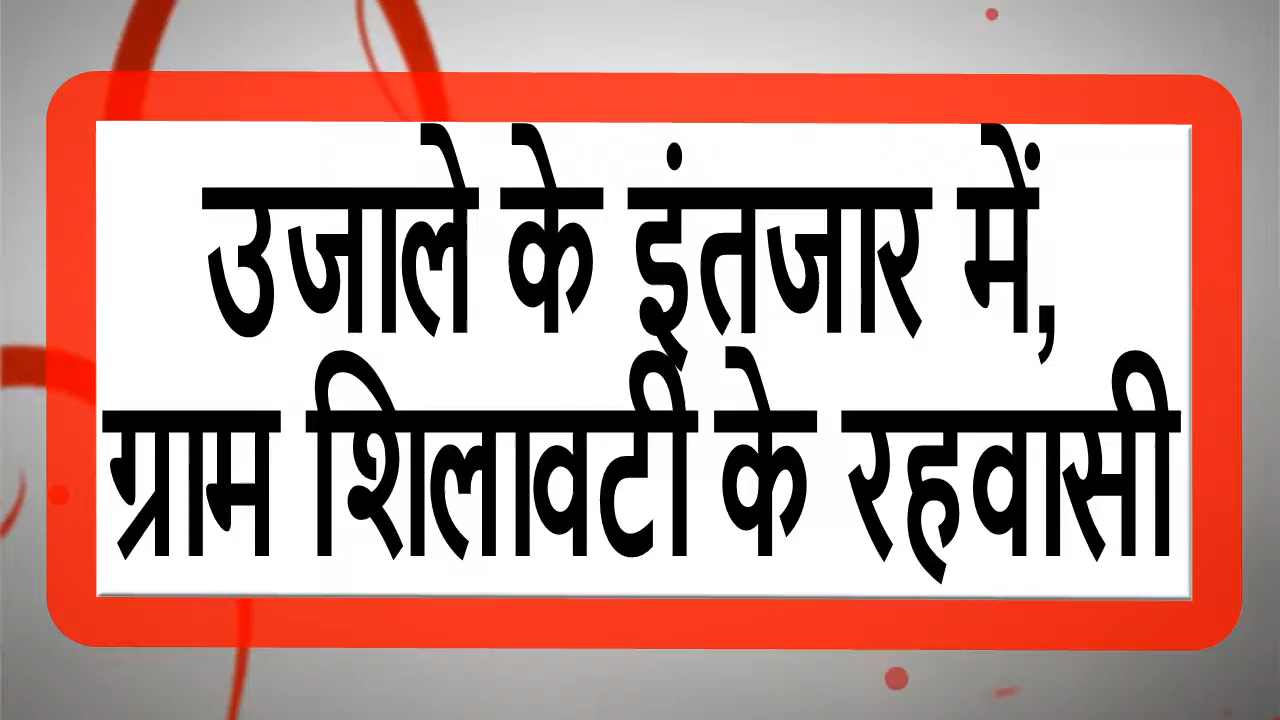 उजाले के इंतजार में,
ग्राम शिलावटी के रहवासी